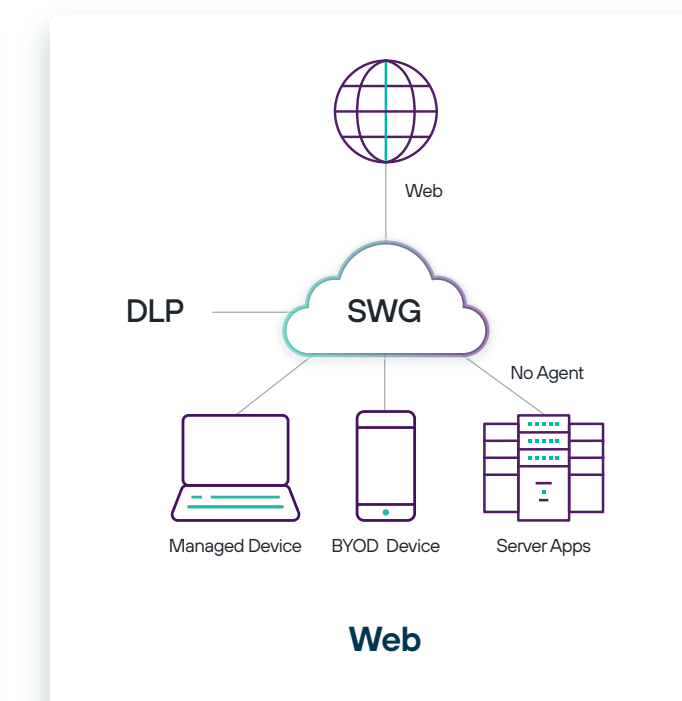 Web
DLP
SWG
No Agent
Managed Device
BYOD Device
Server Apps
Web